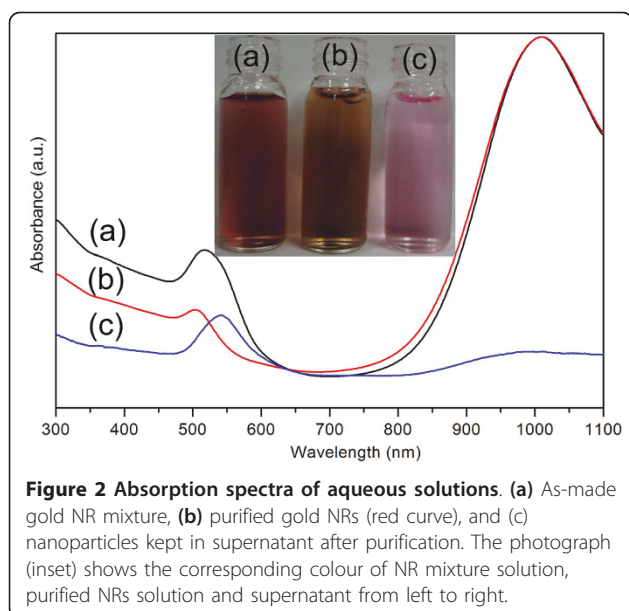 (a) (b) (c)
Absorbance (a.u.)
(a)
(b)
(c)
300 400 500 600 700 800 900 1000 1100
Wavelength (nm)
Figure 2 Absorption spectra of aqueous solutions. (a) As-made
gold NR mixture, (b) purified gold NRs (red curve), and (c)
nanoparticles kept in supernatant after purification. The photograph
(inset) shows the corresponding colour of NR mixture solution,
purified NRs solution and supernatant from left to right.